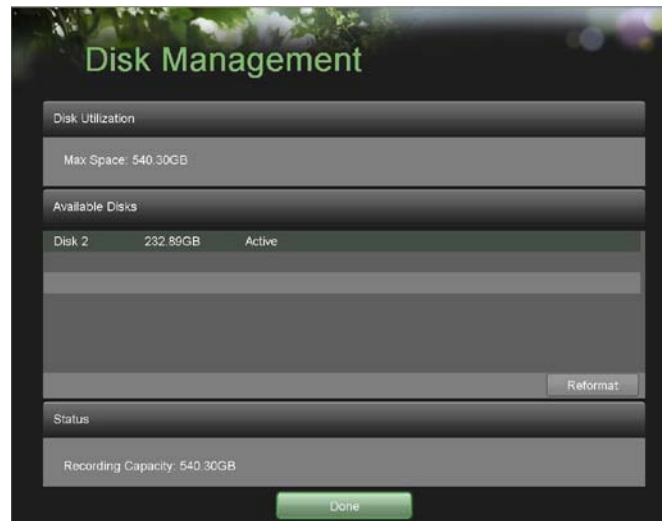 Disk Management
Disk Utilization
Max Space: 540.30GB
Available Disks
Disk 2 232.89GB Active
Reformat
Status
Recording Capacity: 540.30GB
Done